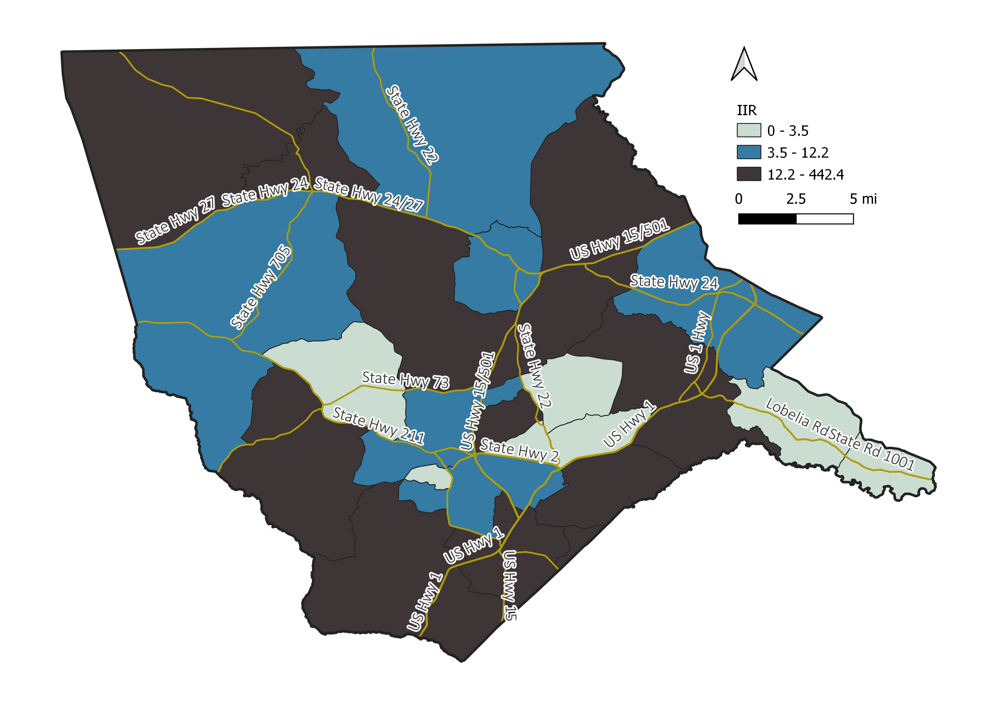 State Hwy 22
IIR
0 - 3.5
3.5 - 12.2
12.2 - 442.4
0 2.5 5 mi
State Hwy 27
State Hwy 24
State Hwy 24/27
US Hwy 15/501
State Hwy 705
State Hwy 24
US 1 Hwy
State Hwy 22
State Hwy 73
US Hwy 15/501
State Hwy 211
State Hwy 2
US Hwy 1
Lobelia Rd
State Rd 1001
US Hwy 1
US Hwy 1
US Hwy 15